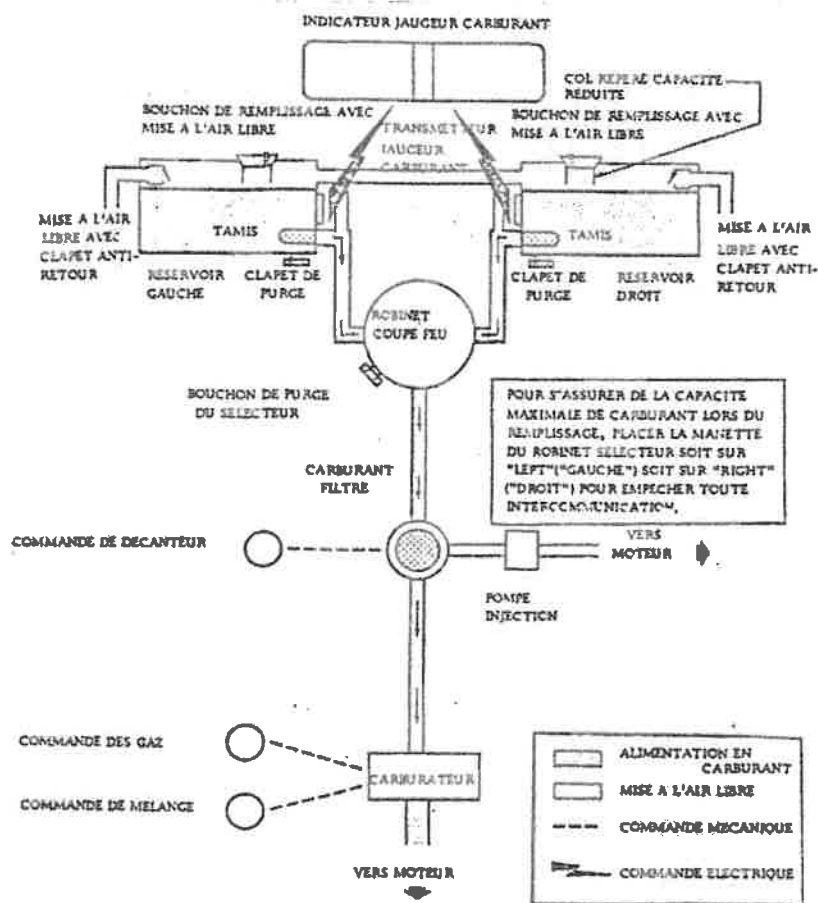 INDICATEUR JAUGEUR CARBURANT
COL REPERE CAPACITE
REDUITE
BOUCHON DE REMPLISSAGE AVEC
MISE A L'AIR LIBRE
TRANSMETTEUR
JAUGEUR
CARBURANT
BOUCHON DE REMPLISSAGE AVEC
MISE A L'AIR LIBRE
MISE A L'AIR
LIBRE AVEC
CLAPET ANTI-
RETOUR
TAMIS
RESERVOIR
GAUCHE
CLAPET DE
PURGE
TAMIS
CLAPET DE
PURGE
RESERVOIR
DROIT
MISE A L'AIR
LIBRE AVEC
CLAPET ANTI-
RETOUR
ROBINET
COUPE FEU
BOUCHON DE PURGE
DU SELECTEUR
POUR S'ASSURER DE LA CAPACITE
MAXIMALE DE CARBURANT LORS DU
REMPLISSAGE, PLACER LA MANETTE
DU ROBINET SELECTEUR SOIT SUR
"LEFT"("GAUCHE") SOIT SUR "RIGHT"
("DROIT") POUR EMPECHER TOUTE
INTERCOMMUNICATION.
CARBURANT
FILTRE
COMMANDE DE DECANTEUR
VERS
MOTEUR
POMPE
INJECTION
COMMANDE DES GAZ
CARBURATEUR
COMMANDE DE MELANGE
VERS MOTEUR
ALIMENTATION EN
CARBURANT
MISE A L'AIR LIBRE
COMMANDE MECANIQUE
COMMANDE ELECTRIQUE